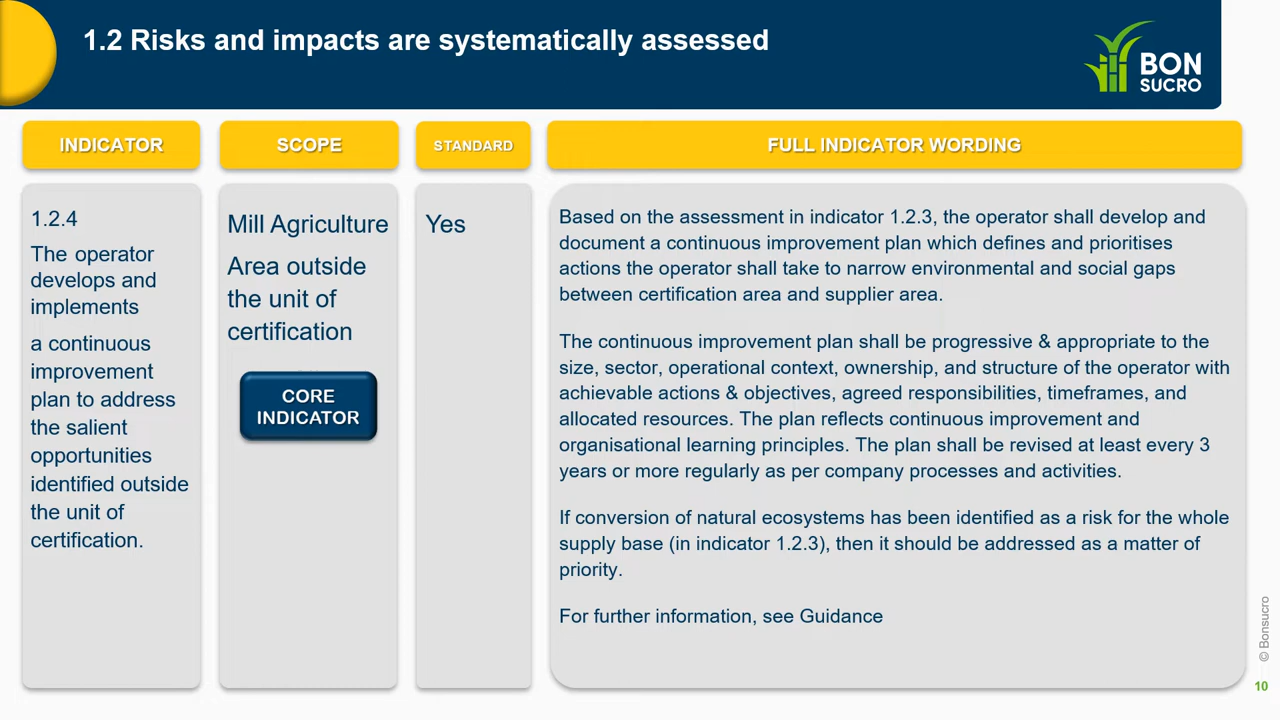 1.2 Risks and impacts are systematically assessed
BON
SUCRO
INDICATOR
SCOPE
STANDARD
FULL INDICATOR WORDING
1.2.4
The operator
develops and
implements
a continuous
improvement
plan to address
the salient
opportunities
identified outside
the unit of
certification.
Mill Agriculture
Area outside
the unit of
certification
CORE
INDICATOR
Yes
Based on the assessment in indicator 1.2.3, the operator shall develop and
document a continuous improvement plan which defines and prioritises
actions the operator shall take to narrow environmental and social gaps
between certification area and supplier area.
The continuous improvement plan shall be progressive & appropriate to the
size, sector, operational context, ownership, and structure of the operator with
achievable actions & objectives, agreed responsibilities, timeframes, and
allocated resources. The plan reflects continuous improvement and
organisational learning principles. The plan shall be revised at least every 3
years or more regularly as per company processes and activities.
If conversion of natural ecosystems has been identified as a risk for the whole
supply base (in indicator 1.2.3), then it should be addressed as a matter of
priority.
For further information, see Guidance
© Bonsucro
10